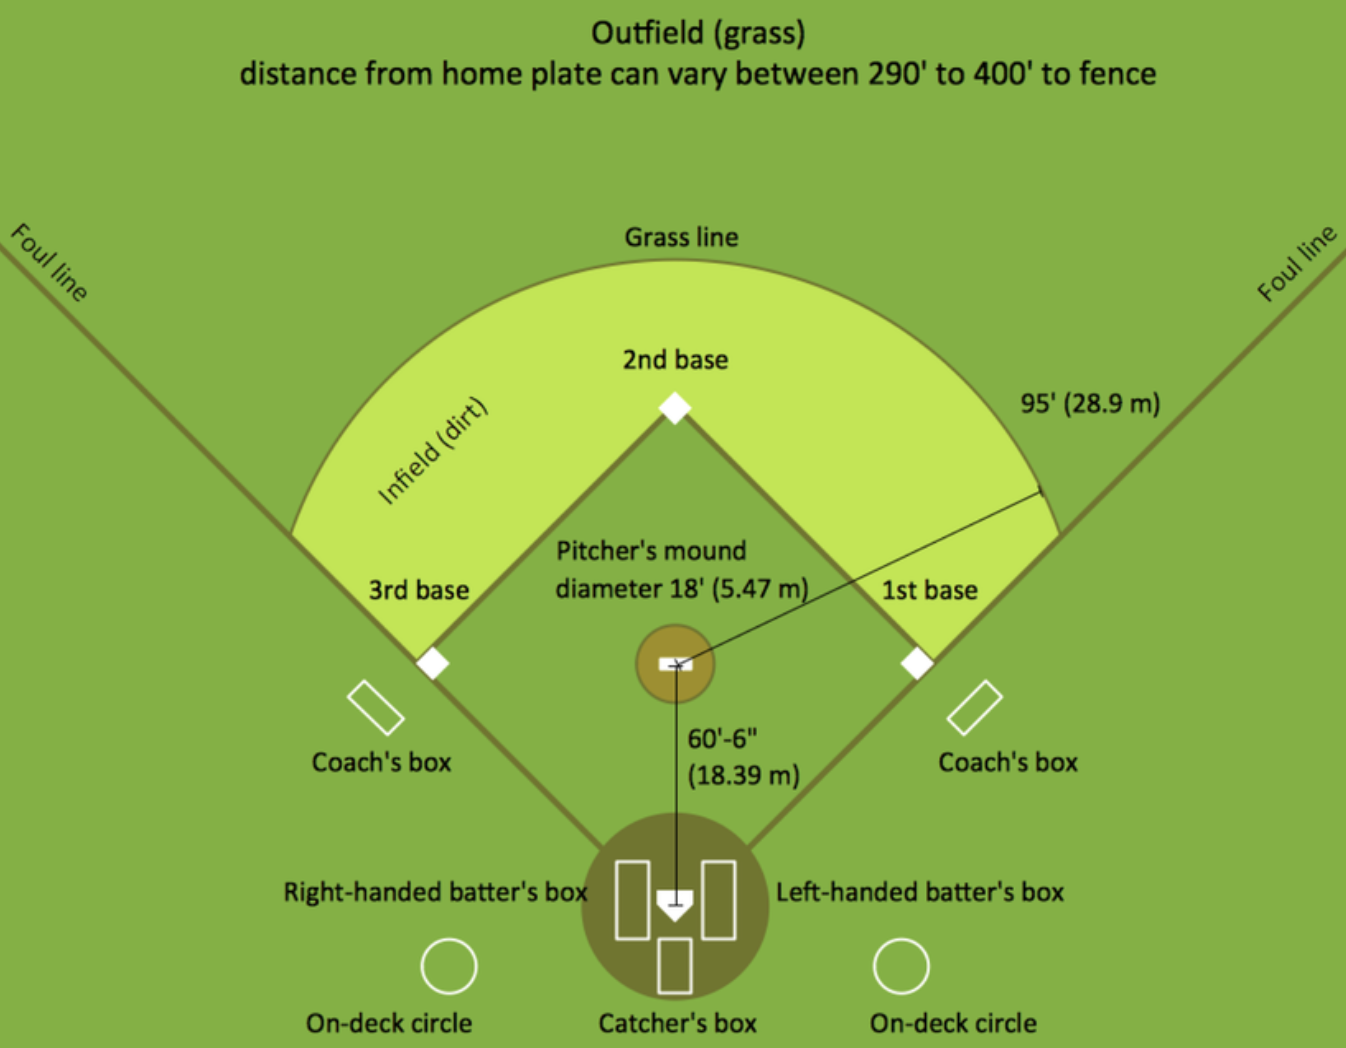 Outfield (grass)
distance from home plate can vary between 290' to 400' to fence
Foul line
Grass line
Foul line
2nd base
95' (28.9 m)
Infield (dirt)
Pitcher's mound
diameter 18' (5.47 m)
3rd base
1st base
60'-6"
(18.39 m)
Coach's box
Coach's box
Right-handed batter's box
Left-handed batter's box
On-deck circle
Catcher's box
On-deck circle